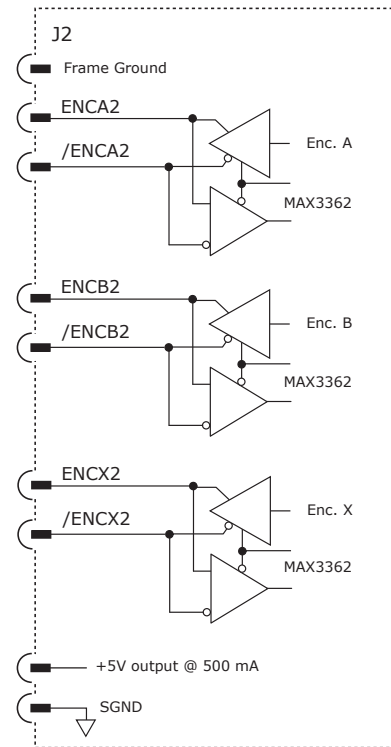 J2
Frame Ground
ENCA2
Enc. A
/ENCA2
MAX3362
ENCB2
Enc. B
/ENCB2
MAX3362
ENCX2
Enc. X
/ENCX2
MAX3362
+5V output @ 500 mA
SGND